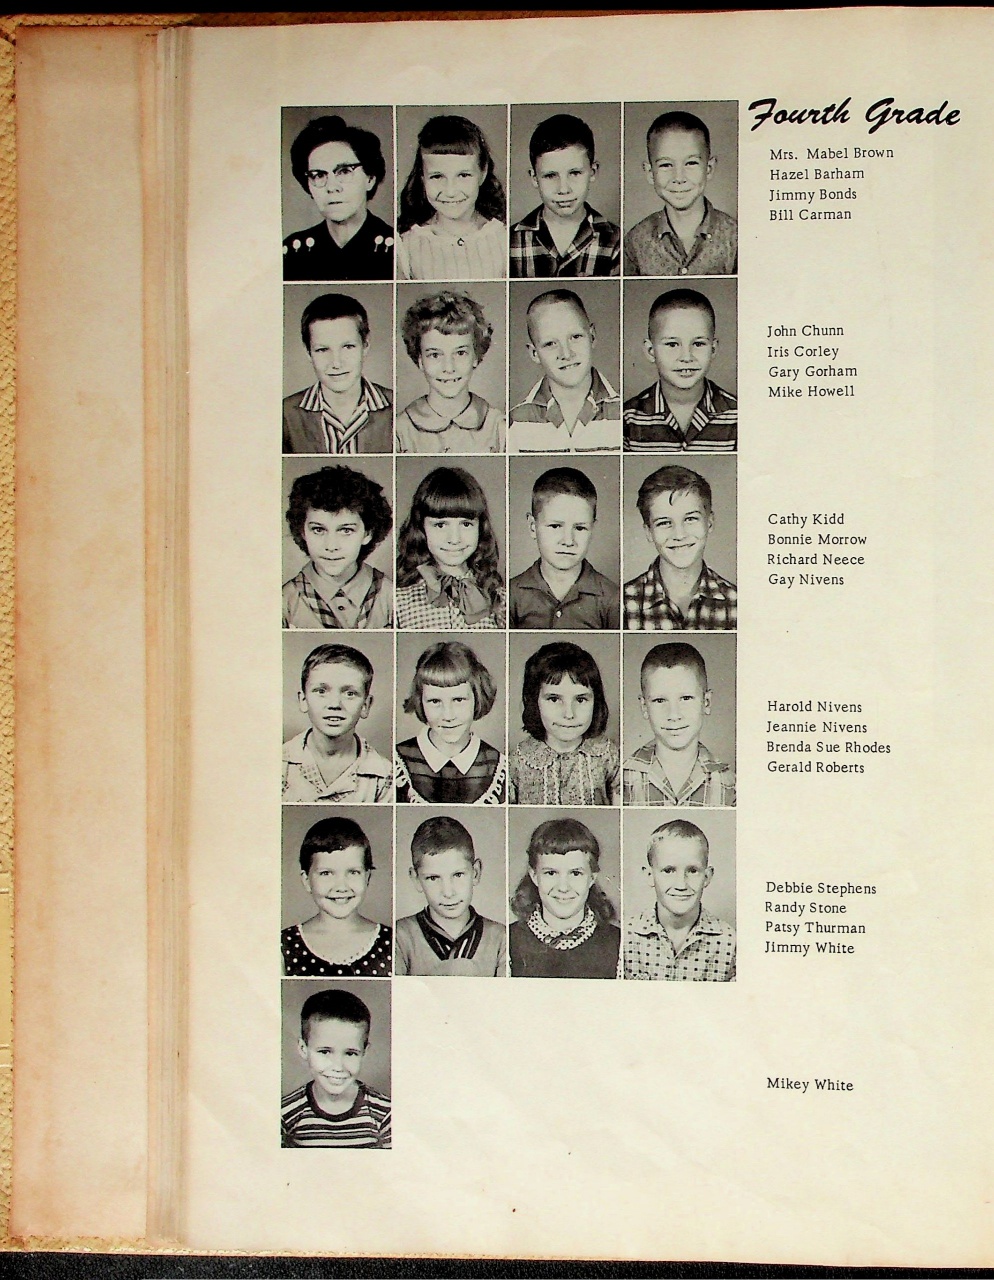 Fourth Grade
Mrs. Mabel Brown
Hazel Barham
Jimmy Bonds
Bill Carman
John Chunn
Iris Corley
Gary Gorham
Mike Howell
Cathy Kidd
Bonnie Morrow
Richard Neece
Gay Nivens
Harold Nivens
Jeannie Nivens
Brenda Sue Rhodes
Gerald Roberts
Debbie Stephens
Randy Stone
Patsy Thurman
Jimmy White
Mikey White